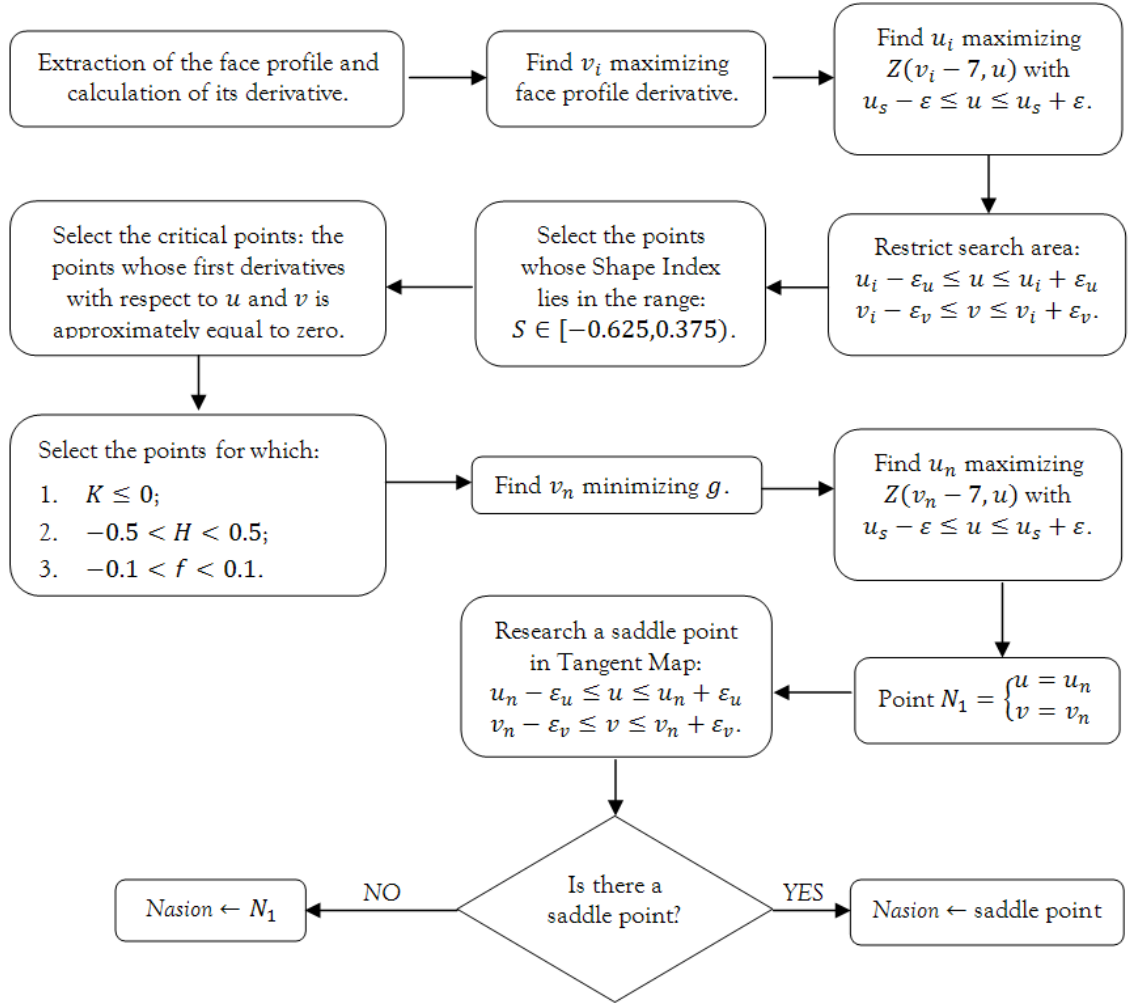 Extraction of the face profile and
calculation of its derivative.
Find v_i maximizing
face profile derivative.
Find u_i maximizing
Z(v_i − 7, u) with
u_s − ε ≤ u ≤ u_s + ε.
Restrict search area:
u_i − ε_u ≤ u ≤ u_i + ε_u
v_i − ε_v ≤ v ≤ v_i + ε_v.
Select the points
whose Shape Index
lies in the range:
S ∈ [−0.625,0.375).
Select the critical points: the
points whose first derivatives
with respect to u and v is
approximately equal to zero.
Select the points for which:
1. K ≤ 0;
2. −0.5 < H < 0.5;
3. −0.1 < f < 0.1.
Find v_n minimizing g.
Find u_n maximizing
Z(v_n − 7, u) with
u_s − ε ≤ u ≤ u_s + ε.
Point N_1 = {u = u_n
v = v_n
Research a saddle point
in Tangent Map:
u_n − ε_u ≤ u ≤ u_n + ε_u
v_n − ε_v ≤ v ≤ v_n + ε_v.
Is there a
saddle point?
NO
Nasion ← N_1
YES
Nasion ← saddle point